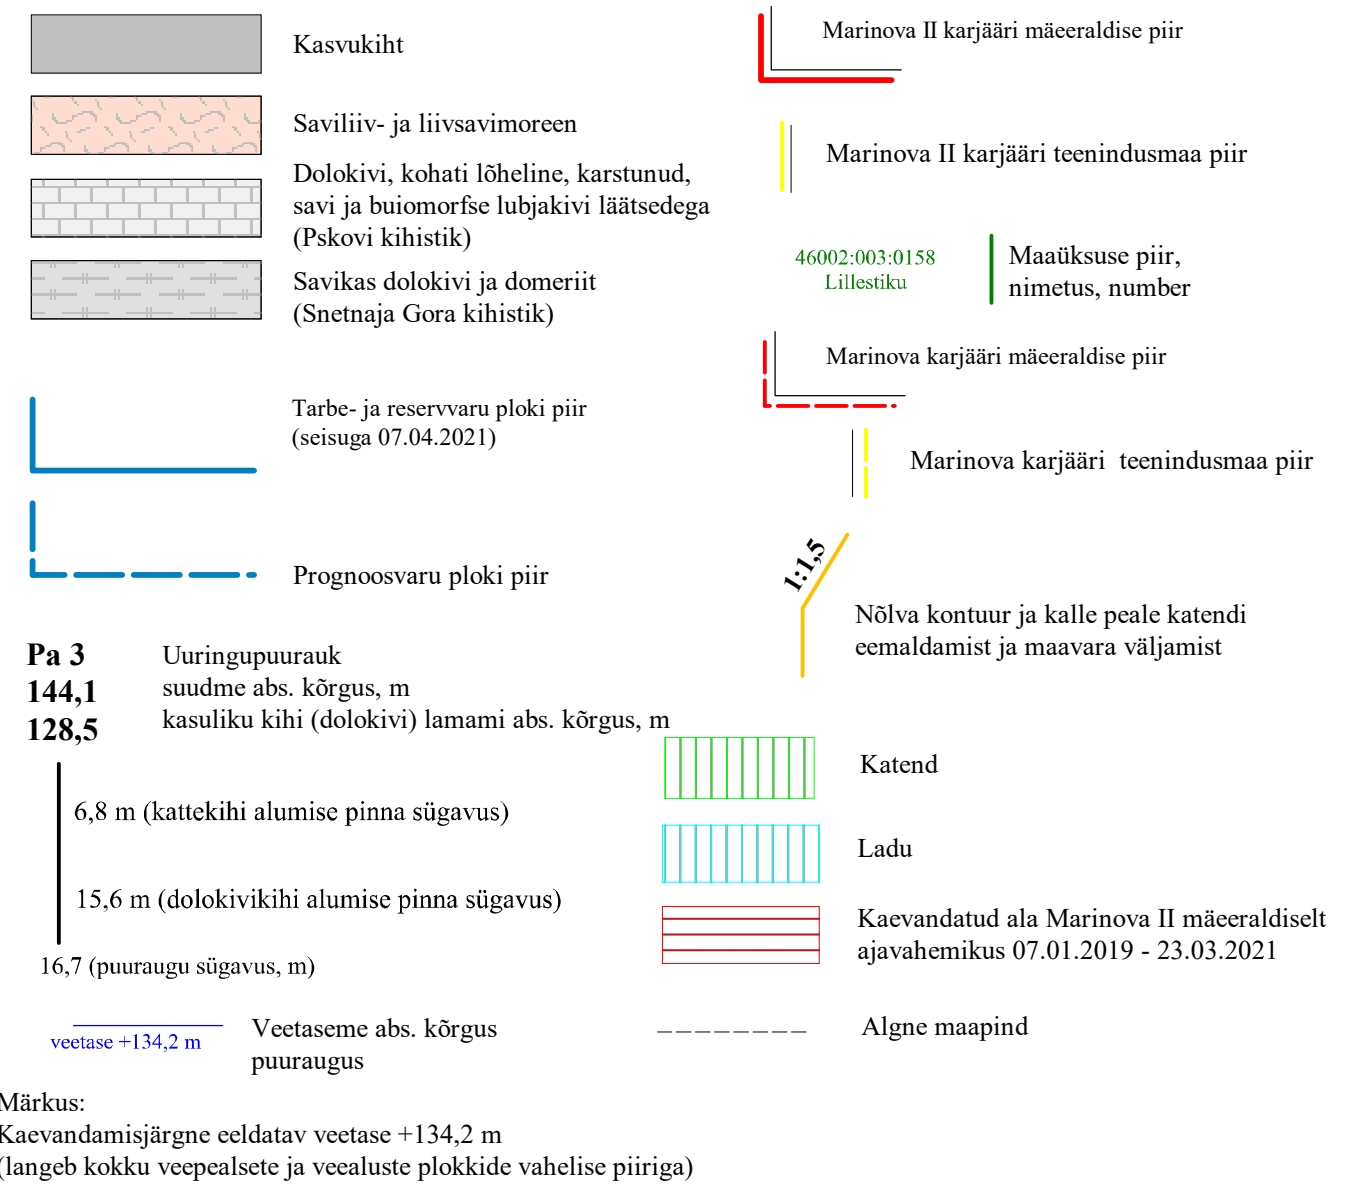 Kasvukiht
Saviliiv- ja liivsavimoreen
Dolokivi, kohati lõheline, karstunud,
savi ja buiomorfse lubjakivi läätsedega
(Pskovi kihistik)
Savikas dolokivi ja domeriit
(Snetnaja Gora kihistik)
Tarbe- ja reservvaru ploki piir
(seisuga 07.04.2021)
Prognoosvaru ploki piir
Pa 3
144,1
128,5
Uuringupuurauk
suudme abs. kõrgus, m
kasuliku kihi (dolokivi) lamami abs. kõrgus, m
6,8 m (kattekihi alumise pinna sügavus)
15,6 m (dolokivikihi alumise pinna sügavus)
16,7 (puuraugu sügavus, m)
veetase +134,2 m
Veetaseme abs. kõrgus
puuraugus
Marinova II karjääri mäeeraldise piir
Marinova II karjääri teenindusmaa piir
46002:003:0158
Lillestiku
Maaüksuse piir,
nimetus, number
Marinova karjääri mäeeraldise piir
Marinova karjääri  teenindusmaa piir
1:1,5
Nõlva kontuur ja kalle peale katendi
eemaldamist ja maavara väljamist
Katend
Ladu
Kaevandatud ala Marinova II mäeeraldiselt
ajavahemikus 07.01.2019 - 23.03.2021
Algne maapind
Märkus:
Kaevandamisjärgne eeldatav veetase +134,2 m
(langeb kokku veepealsete ja veealuste plokkide vahelise piiriga)